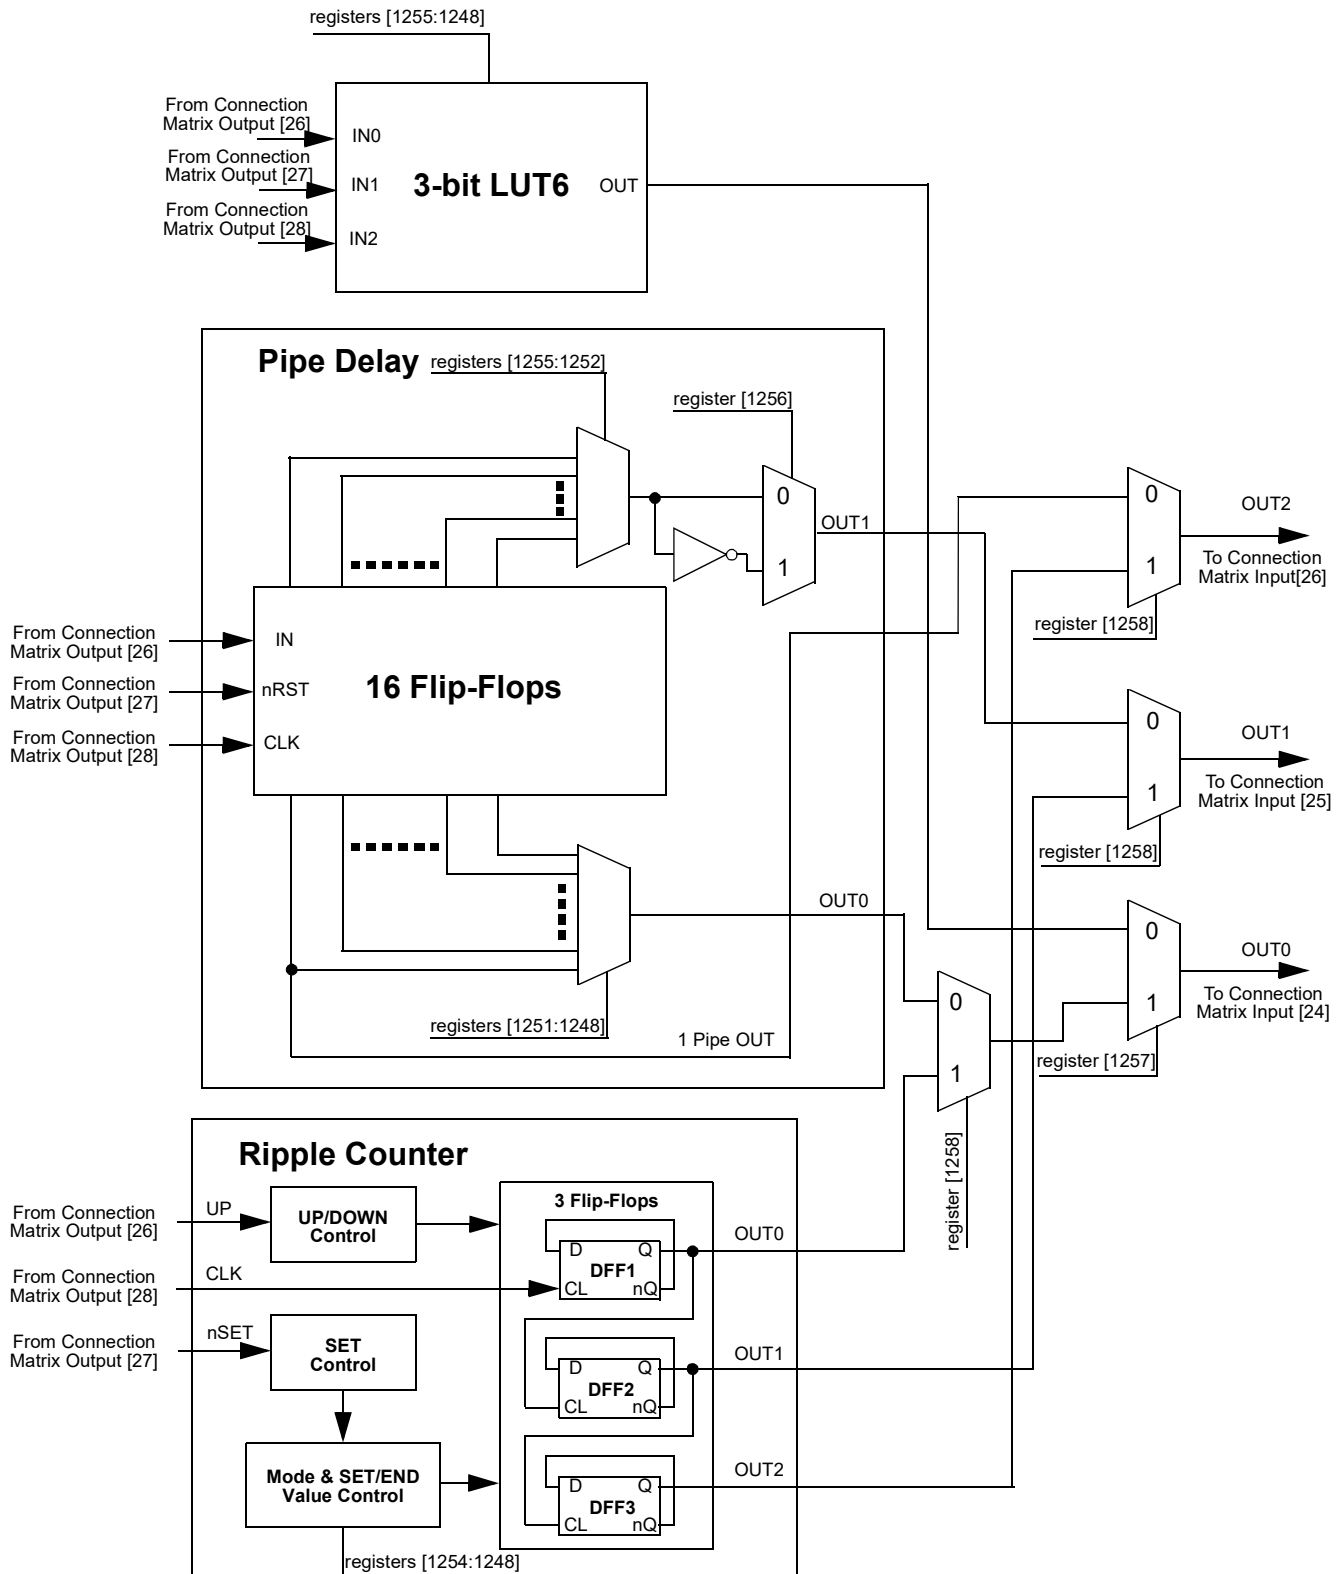 registers [1255:1248]
From Connection
Matrix Output [26]
IN0
From Connection
Matrix Output [27]
IN1
3-bit LUT6
OUT
From Connection
Matrix Output [28]
IN2
Pipe Delay
registers [1255:1252]
register [1256]
0
1
OUT1
0
1
OUT2
To Connection
Matrix Input[26]
register [1258]
From Connection
Matrix Output [26]
IN
From Connection
Matrix Output [27]
nRST
16 Flip-Flops
From Connection
Matrix Output [28]
CLK
0
1
OUT1
To Connection
Matrix Input [25]
register [1258]
OUT0
registers [1251:1248]
1 Pipe OUT
0
1
register [1258]
0
1
OUT0
To Connection
Matrix Input [24]
register [1257]
Ripple Counter
From Connection
Matrix Output [26]
UP
UP/DOWN
Control
3 Flip-Flops
D
Q
DFF1
CL
nQ
OUT0
From Connection
Matrix Output [28]
CLK
From Connection
Matrix Output [27]
nSET
SET
Control
D
Q
DFF2
CL
nQ
OUT1
Mode & SET/END
Value Control
D
Q
DFF3
CL
nQ
OUT2
registers [1254:1248]